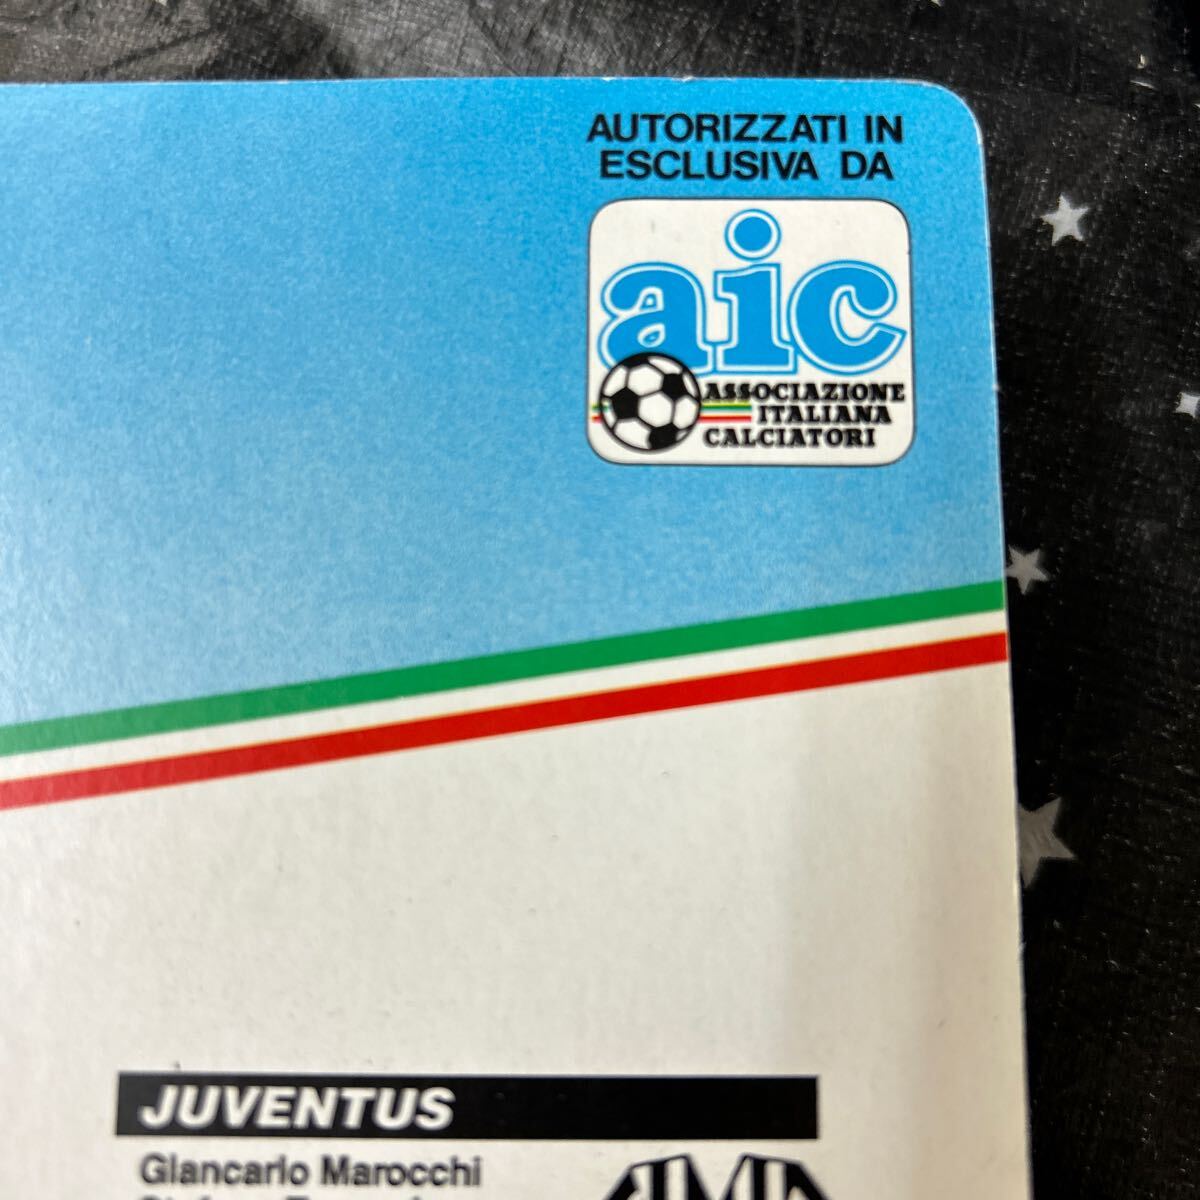 AUTORIZZATI IN
ESCLUSIVA DA
aic
ASSOCIAZIONE
ITALIANA
CALCIATORI
JUVENTUS
Giancarlo Marocchi